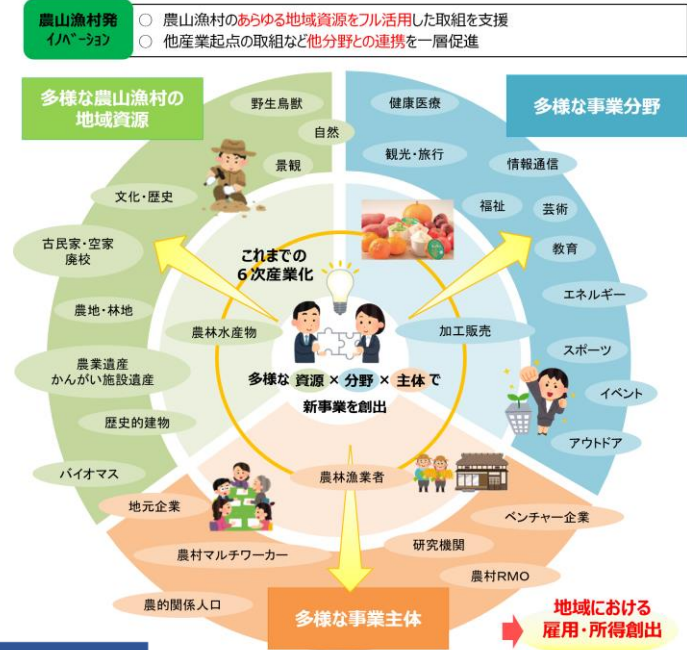 農山漁村発
イノベーション
○ 農山漁村のあらゆる地域資源をフル活用した取組を支援
○ 他産業起点の取組など他分野との連携を一層促進
多様な農山漁村の
地域資源
多様な事業分野
野生鳥獣
自然
景観
文化・歴史
古民家・空家
廃校
農地・林地
農業遺産
かんがい施設遺産
歴史的建物
バイオマス
健康医療
観光・旅行
情報通信
福祉
芸術
教育
エネルギー
スポーツ
イベント
アウトドア
これまでの
6次産業化
農林水産物
加工販売
多様な 資源 × 分野 × 主体 で
新事業を創出
農林漁業者
地元企業
農村マルチワーカー
農的関係人口
ベンチャー企業
研究機関
農村RMO
多様な事業主体
地域における
雇用・所得創出